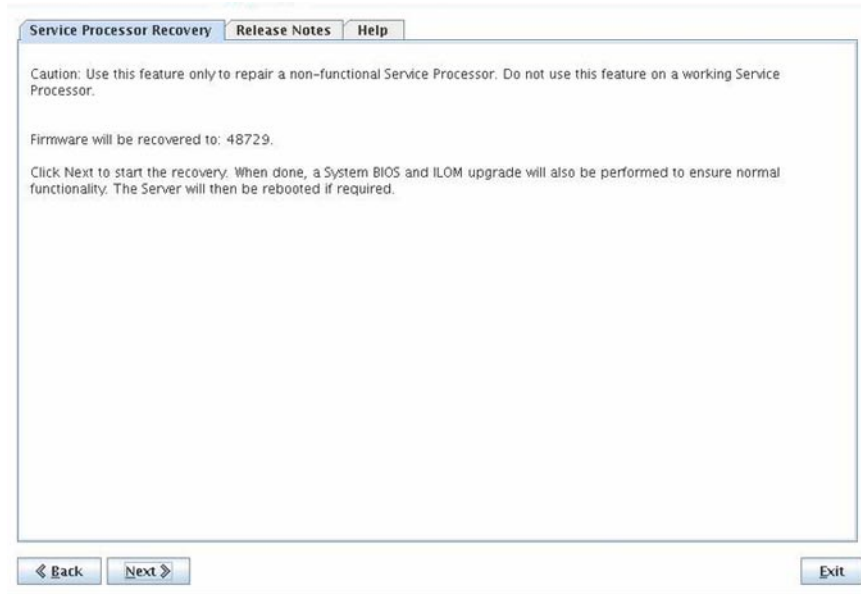 Service Processor Recovery Release Notes Help
Caution: Use this feature only to repair a non-functional Service Processor. Do not use this feature on a working Service
Processor.
Firmware will be recovered to: 48729.
Click Next to start the recovery. When done, a System BIOS and ILOM upgrade will also be performed to ensure normal
functionality. The Server will then be rebooted if required.
Back Next Exit